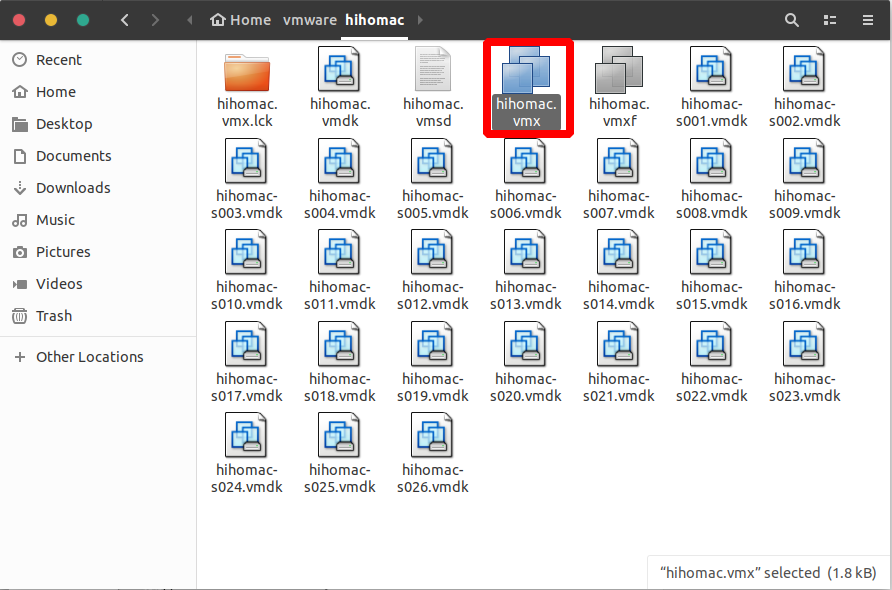 Home vmware hihomac
Recent
Home
Desktop
Documents
Downloads
Music
Pictures
Videos
Trash
Other Locations
hihomac. hihomac. hihomac. hihomac. hihomac. hihomac- hihomac-
vmx.lck vmdk vmsd vmx vmxf s001.vmdk s002.vmdk
hihomac- hihomac- hihomac- hihomac- hihomac- hihomac- hihomac-
s003.vmdk s004.vmdk s005.vmdk s006.vmdk s007.vmdk s008.vmdk s009.vmdk
hihomac- hihomac- hihomac- hihomac- hihomac- hihomac- hihomac-
s010.vmdk s011.vmdk s012.vmdk s013.vmdk s014.vmdk s015.vmdk s016.vmdk
hihomac- hihomac- hihomac- hihomac- hihomac- hihomac- hihomac-
s017.vmdk s018.vmdk s019.vmdk s020.vmdk s021.vmdk s022.vmdk s023.vmdk
hihomac- hihomac- hihomac-
s024.vmdk s025.vmdk s026.vmdk
“hihomac.vmx” selected (1.8 kB)